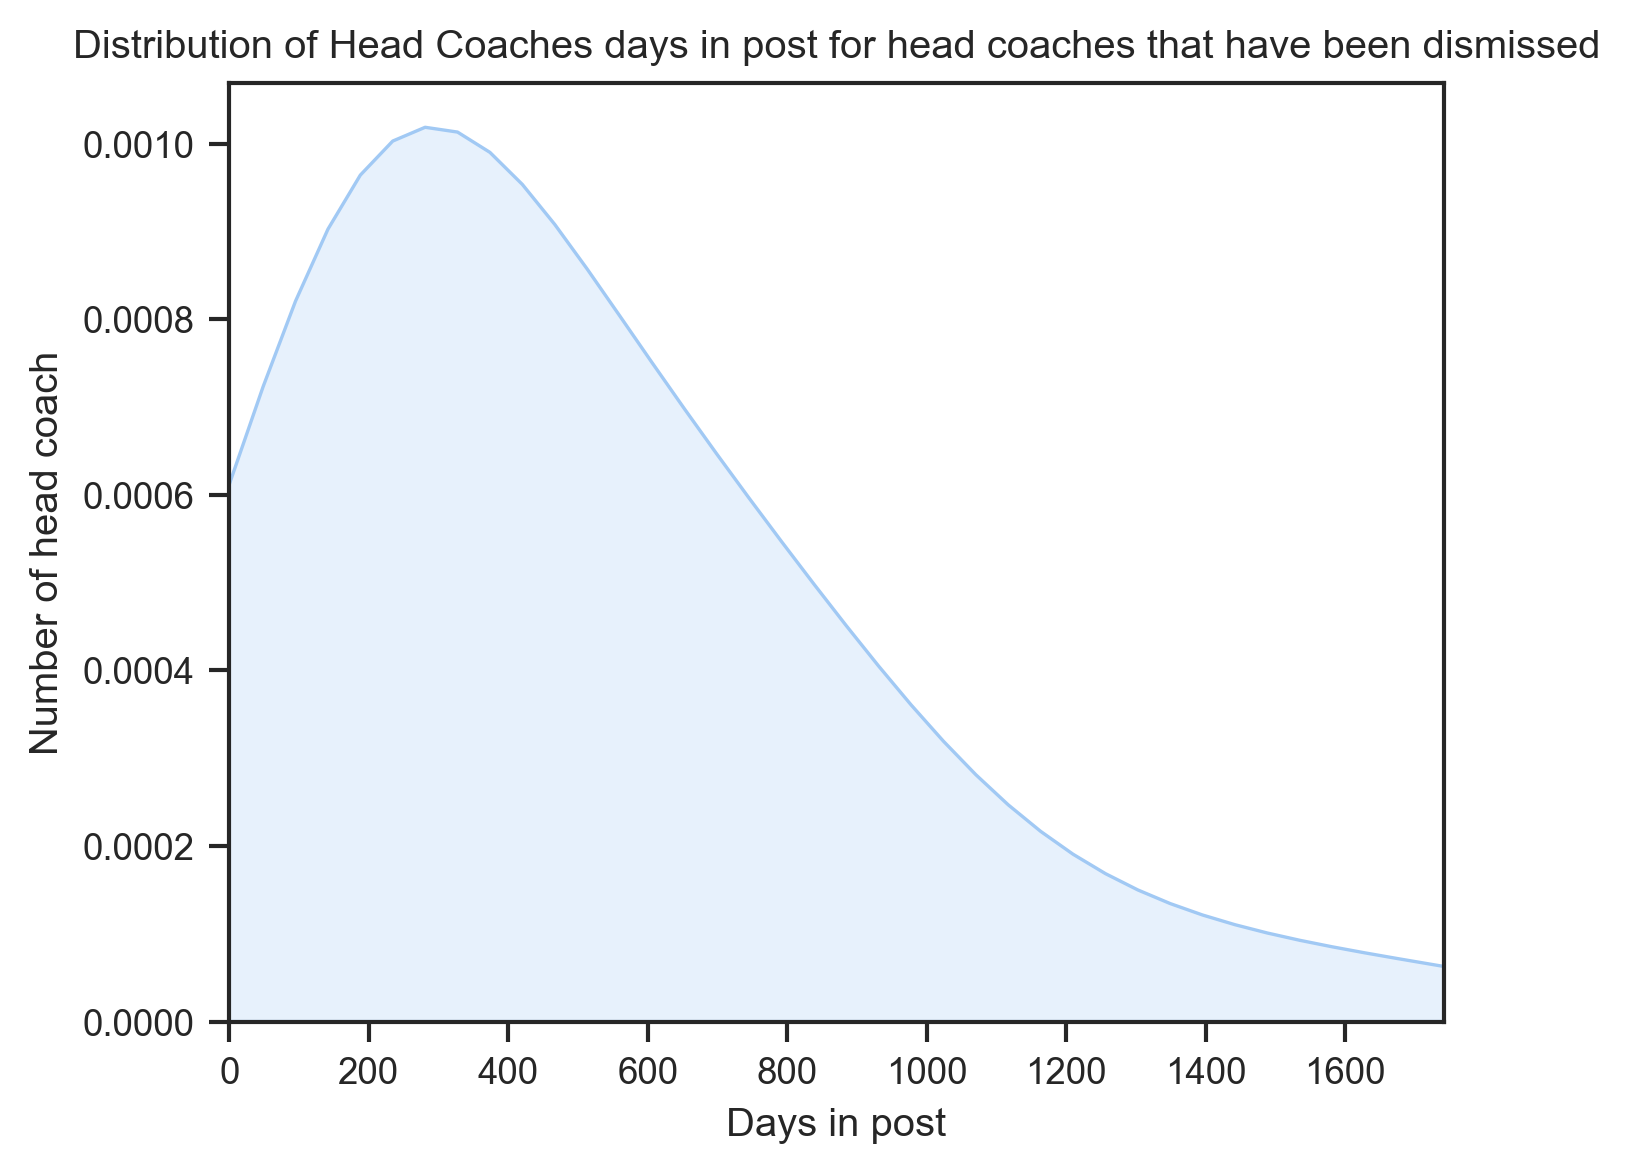 Distribution of Head Coaches days in post for head coaches that have been dismissed
Number of head coach
0.0010
0.0008
0.0006
0.0004
0.0002
0.0000
0 200 400 600 800 1000 1200 1400 1600
Days in post